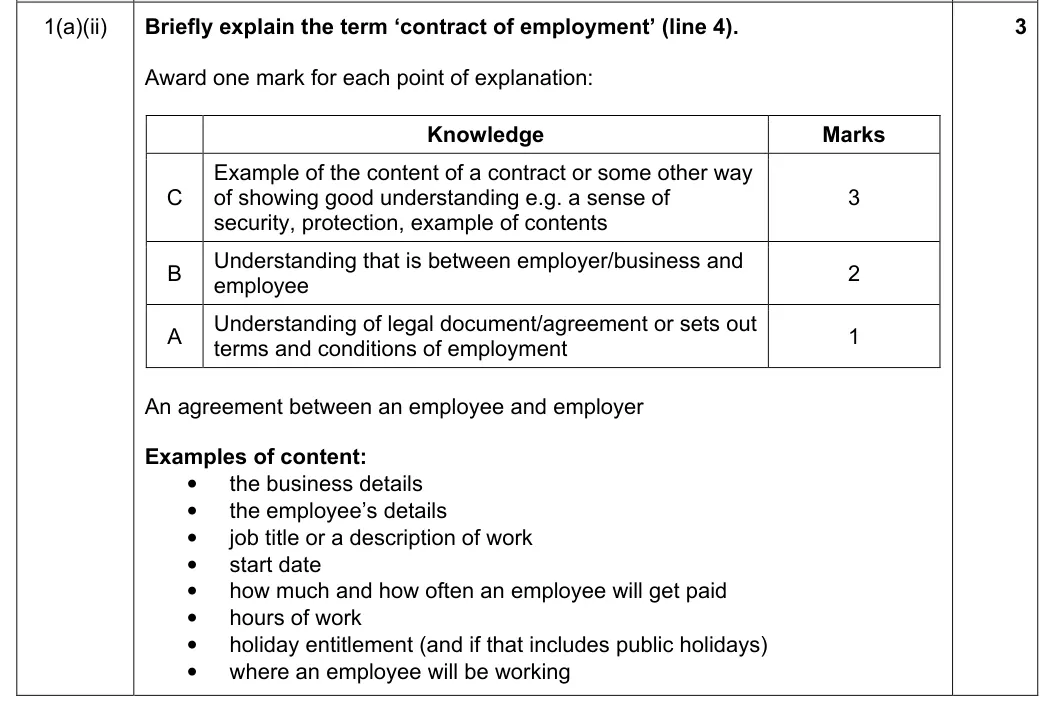 1(a)(ii) Briefly explain the term ‘contract of employment’ (line 4). 3
Award one mark for each point of explanation:
Knowledge Marks
C Example of the content of a contract or some other way
of showing good understanding e.g. a sense of
security, protection, example of contents 3
B Understanding that is between employer/business and
employee 2
A Understanding of legal document/agreement or sets out
terms and conditions of employment 1
An agreement between an employee and employer
Examples of content:
• the business details
• the employee’s details
• job title or a description of work
• start date
• how much and how often an employee will get paid
• hours of work
• holiday entitlement (and if that includes public holidays)
• where an employee will be working